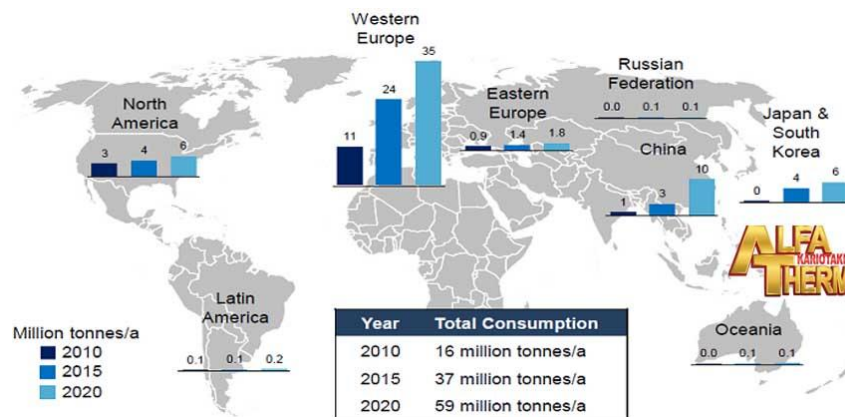 Western
Europe
35
24
11
North
America
3 4 6
Eastern
Europe
0.9 1.4 1.8
Russian
Federation
0.0 0.1 0.1
China
1 3 10
Japan &
South
Korea
0 4 6
ALFA
KARIOTAKI
THERM
Latin
America
0.1 0.1 0.2
Oceania
0.0 0.1 0.1
Million tonnes/a
2010
2015
2020
Year Total Consumption
2010 16 million tonnes/a
2015 37 million tonnes/a
2020 59 million tonnes/a